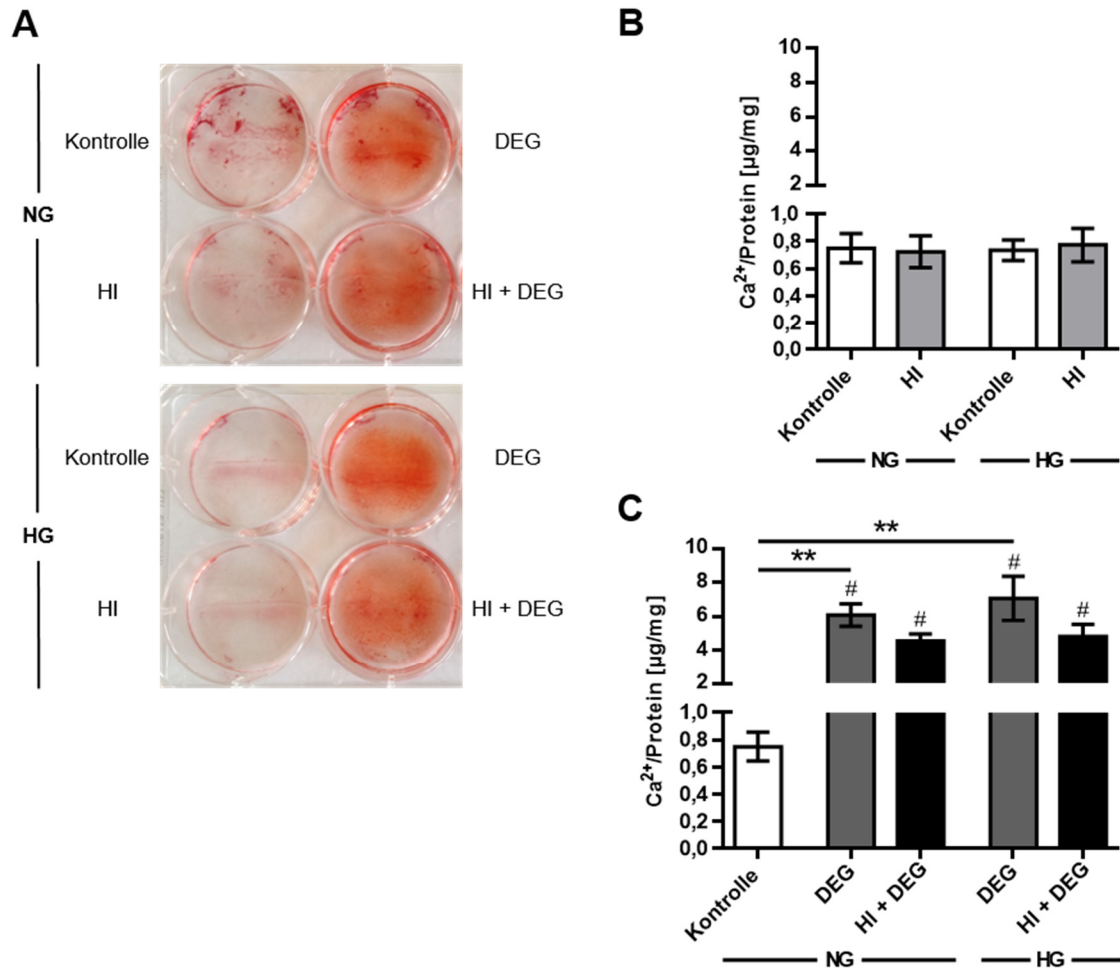 A
NG
Kontrolle
DEG
HI
HI + DEG
HG
Kontrolle
DEG
HI
HI + DEG
B
Ca²⁺/Protein [µg/mg]
10
8
6
4
2
1,0
0,8
0,6
0,4
0,2
0,0
Kontrolle
HI
Kontrolle
HI
NG
HG
C
Ca²⁺/Protein [µg/mg]
10
8
6
4
2
1,0
0,8
0,6
0,4
0,2
0,0
**
**
#
#
#
#
Kontrolle
DEG
HI + DEG
DEG
HI + DEG
NG
HG